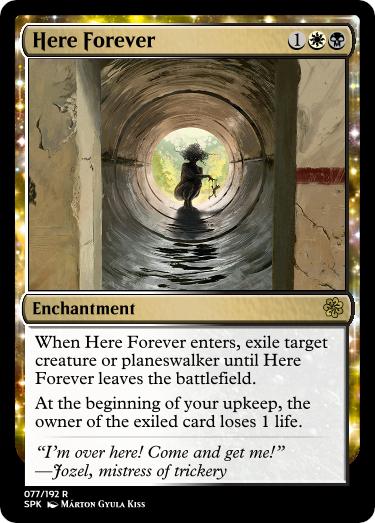 Here Forever 1
Enchantment
When Here Forever enters, exile target
creature or planeswalker until Here
Forever leaves the battlefield.
At the beginning of your upkeep, the
owner of the exiled card loses 1 life.
“I’m over here! Come and get me!”
—Jozel, mistress of trickery
077/192 R
SPK Márton Gyula Kiss